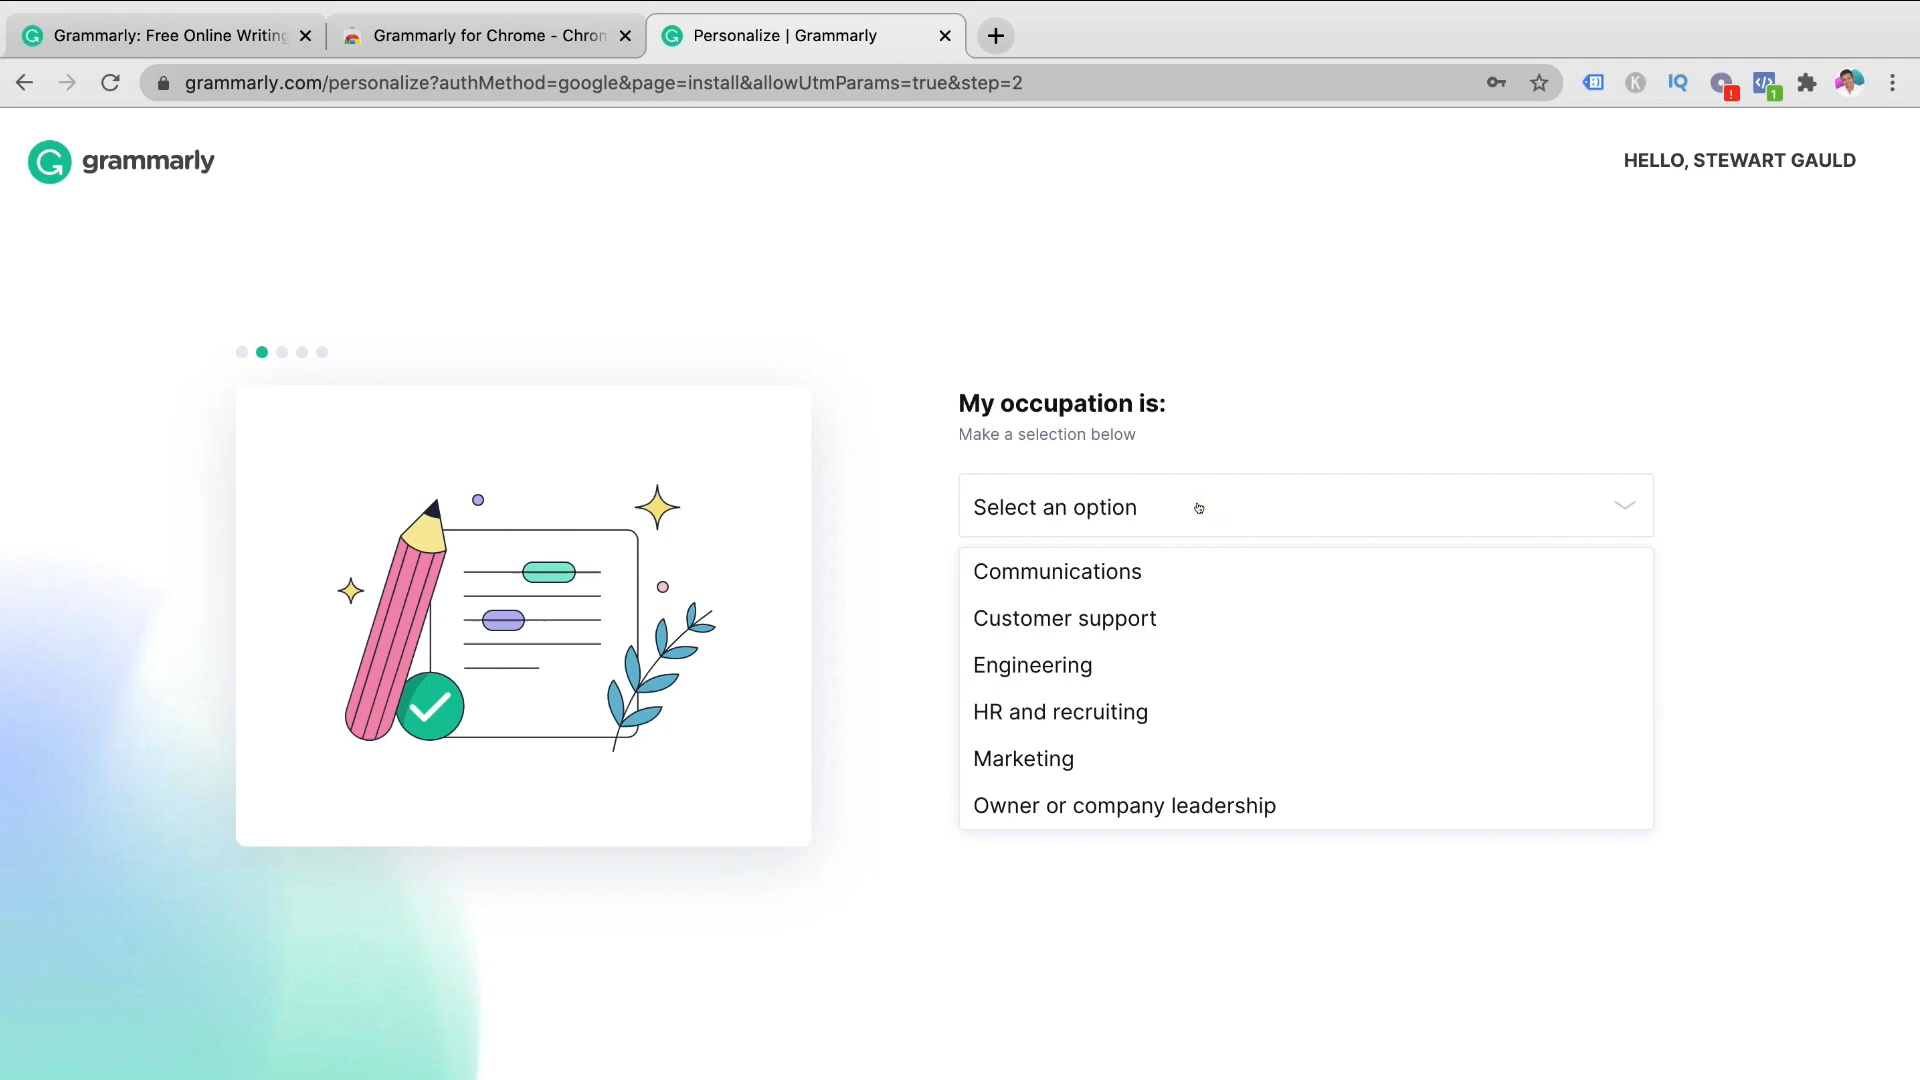 Grammarly: Free Online Writing
Grammarly for Chrome - Chrom
Personalize | Grammarly
grammarly.com/personalize?authMethod=google&page=install&allowUtmParams=true&step=2
K
IQ
!
1
grammarly
HELLO, STEWART GAULD
My occupation is:
Make a selection below
Select an option
Communications
Customer support
Engineering
HR and recruiting
Marketing
Owner or company leadership